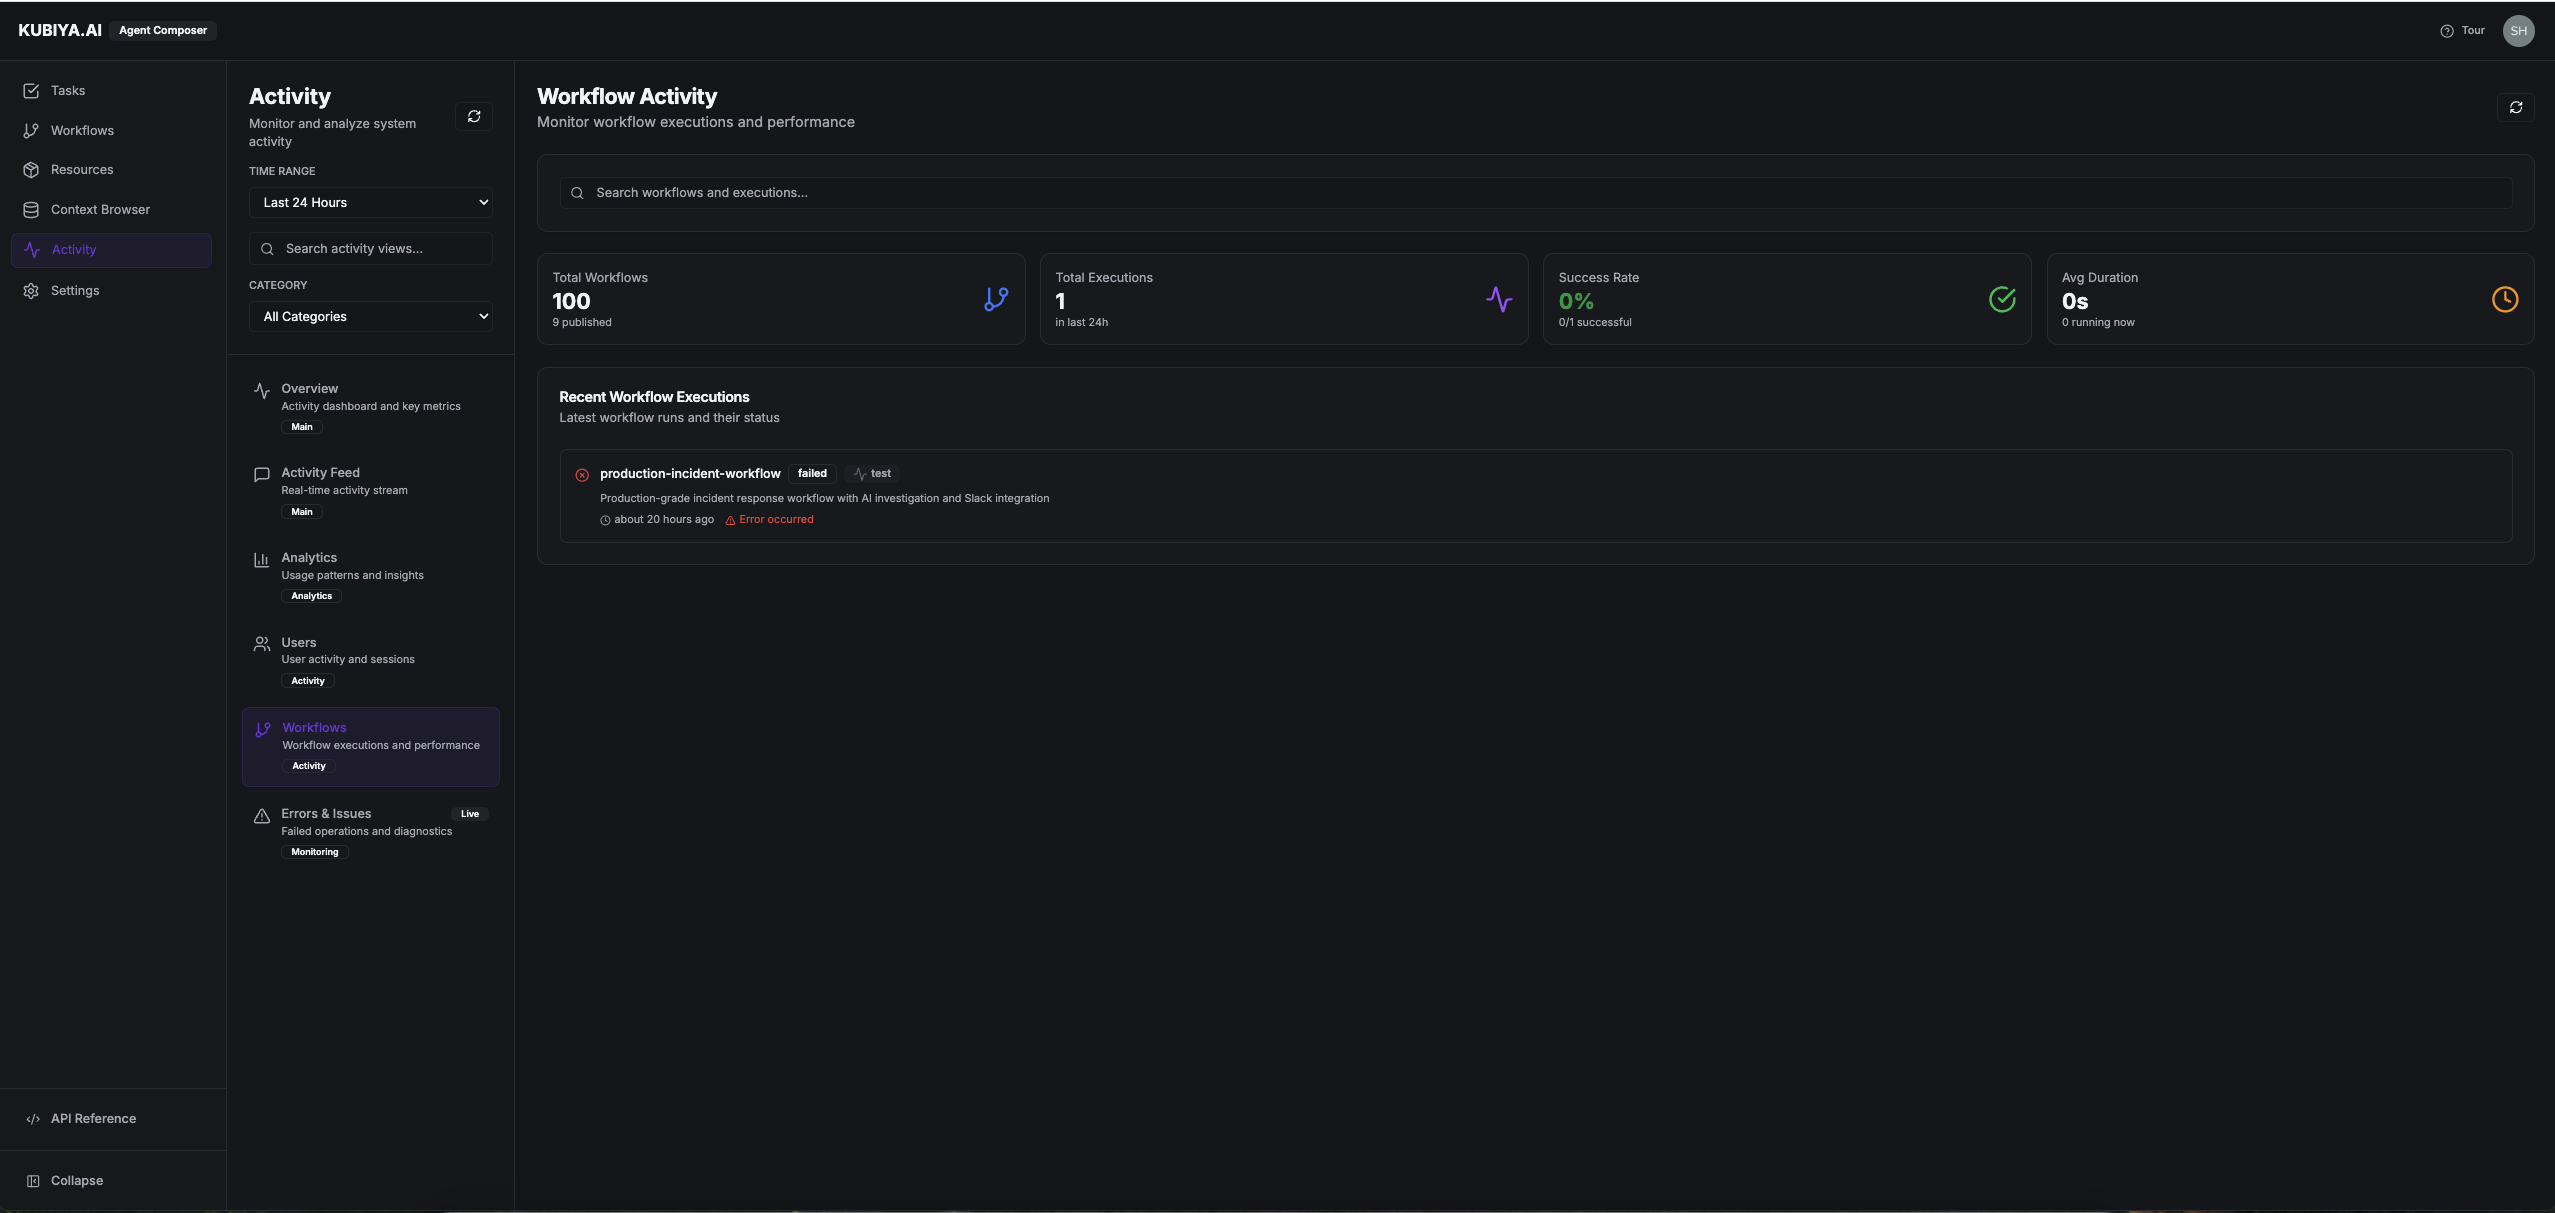 KUBIYA.AI
Agent Composer
Tour
SH
Tasks
Workflows
Resources
Context Browser
Activity
Settings
API Reference
Collapse
Activity
Monitor and analyze system
activity
TIME RANGE
Last 24 Hours
Search activity views...
CATEGORY
All Categories
Overview
Activity dashboard and key metrics
Main
Activity Feed
Real-time activity stream
Main
Analytics
Usage patterns and insights
Analytics
Users
User activity and sessions
Activity
Workflows
Workflow executions and performance
Activity
Errors & Issues
Live
Failed operations and diagnostics
Monitoring
Workflow Activity
Monitor workflow executions and performance
Search workflows and executions...
Total Workflows
100
9 published
Total Executions
1
in last 24h
Success Rate
0%
0/1 successful
Avg Duration
0s
0 running now
Recent Workflow Executions
Latest workflow runs and their status
production-incident-workflow failed test
Production-grade incident response workflow with AI investigation and Slack integration
about 20 hours ago Error occurred